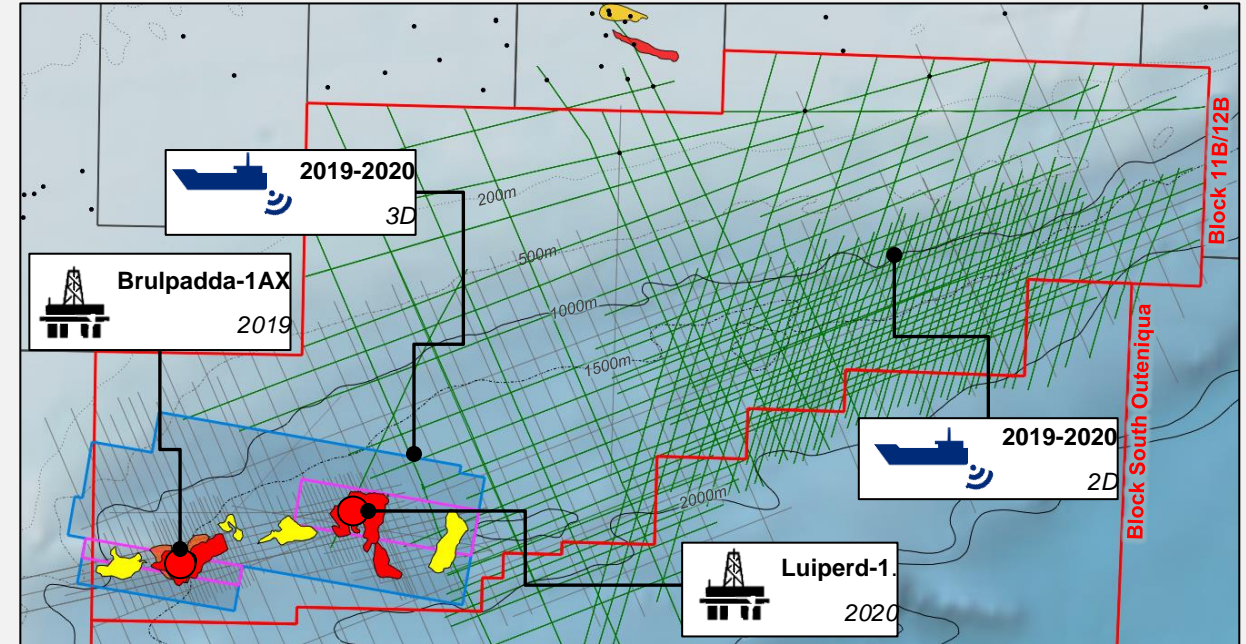 2019-2020
3D
200m
Brulpadda-1AX
2019
500m
1000m
1500m
Block 11B/12B
Block South Outeniqua
2019-2020
2D
2000m
Luiperd-1.
2020